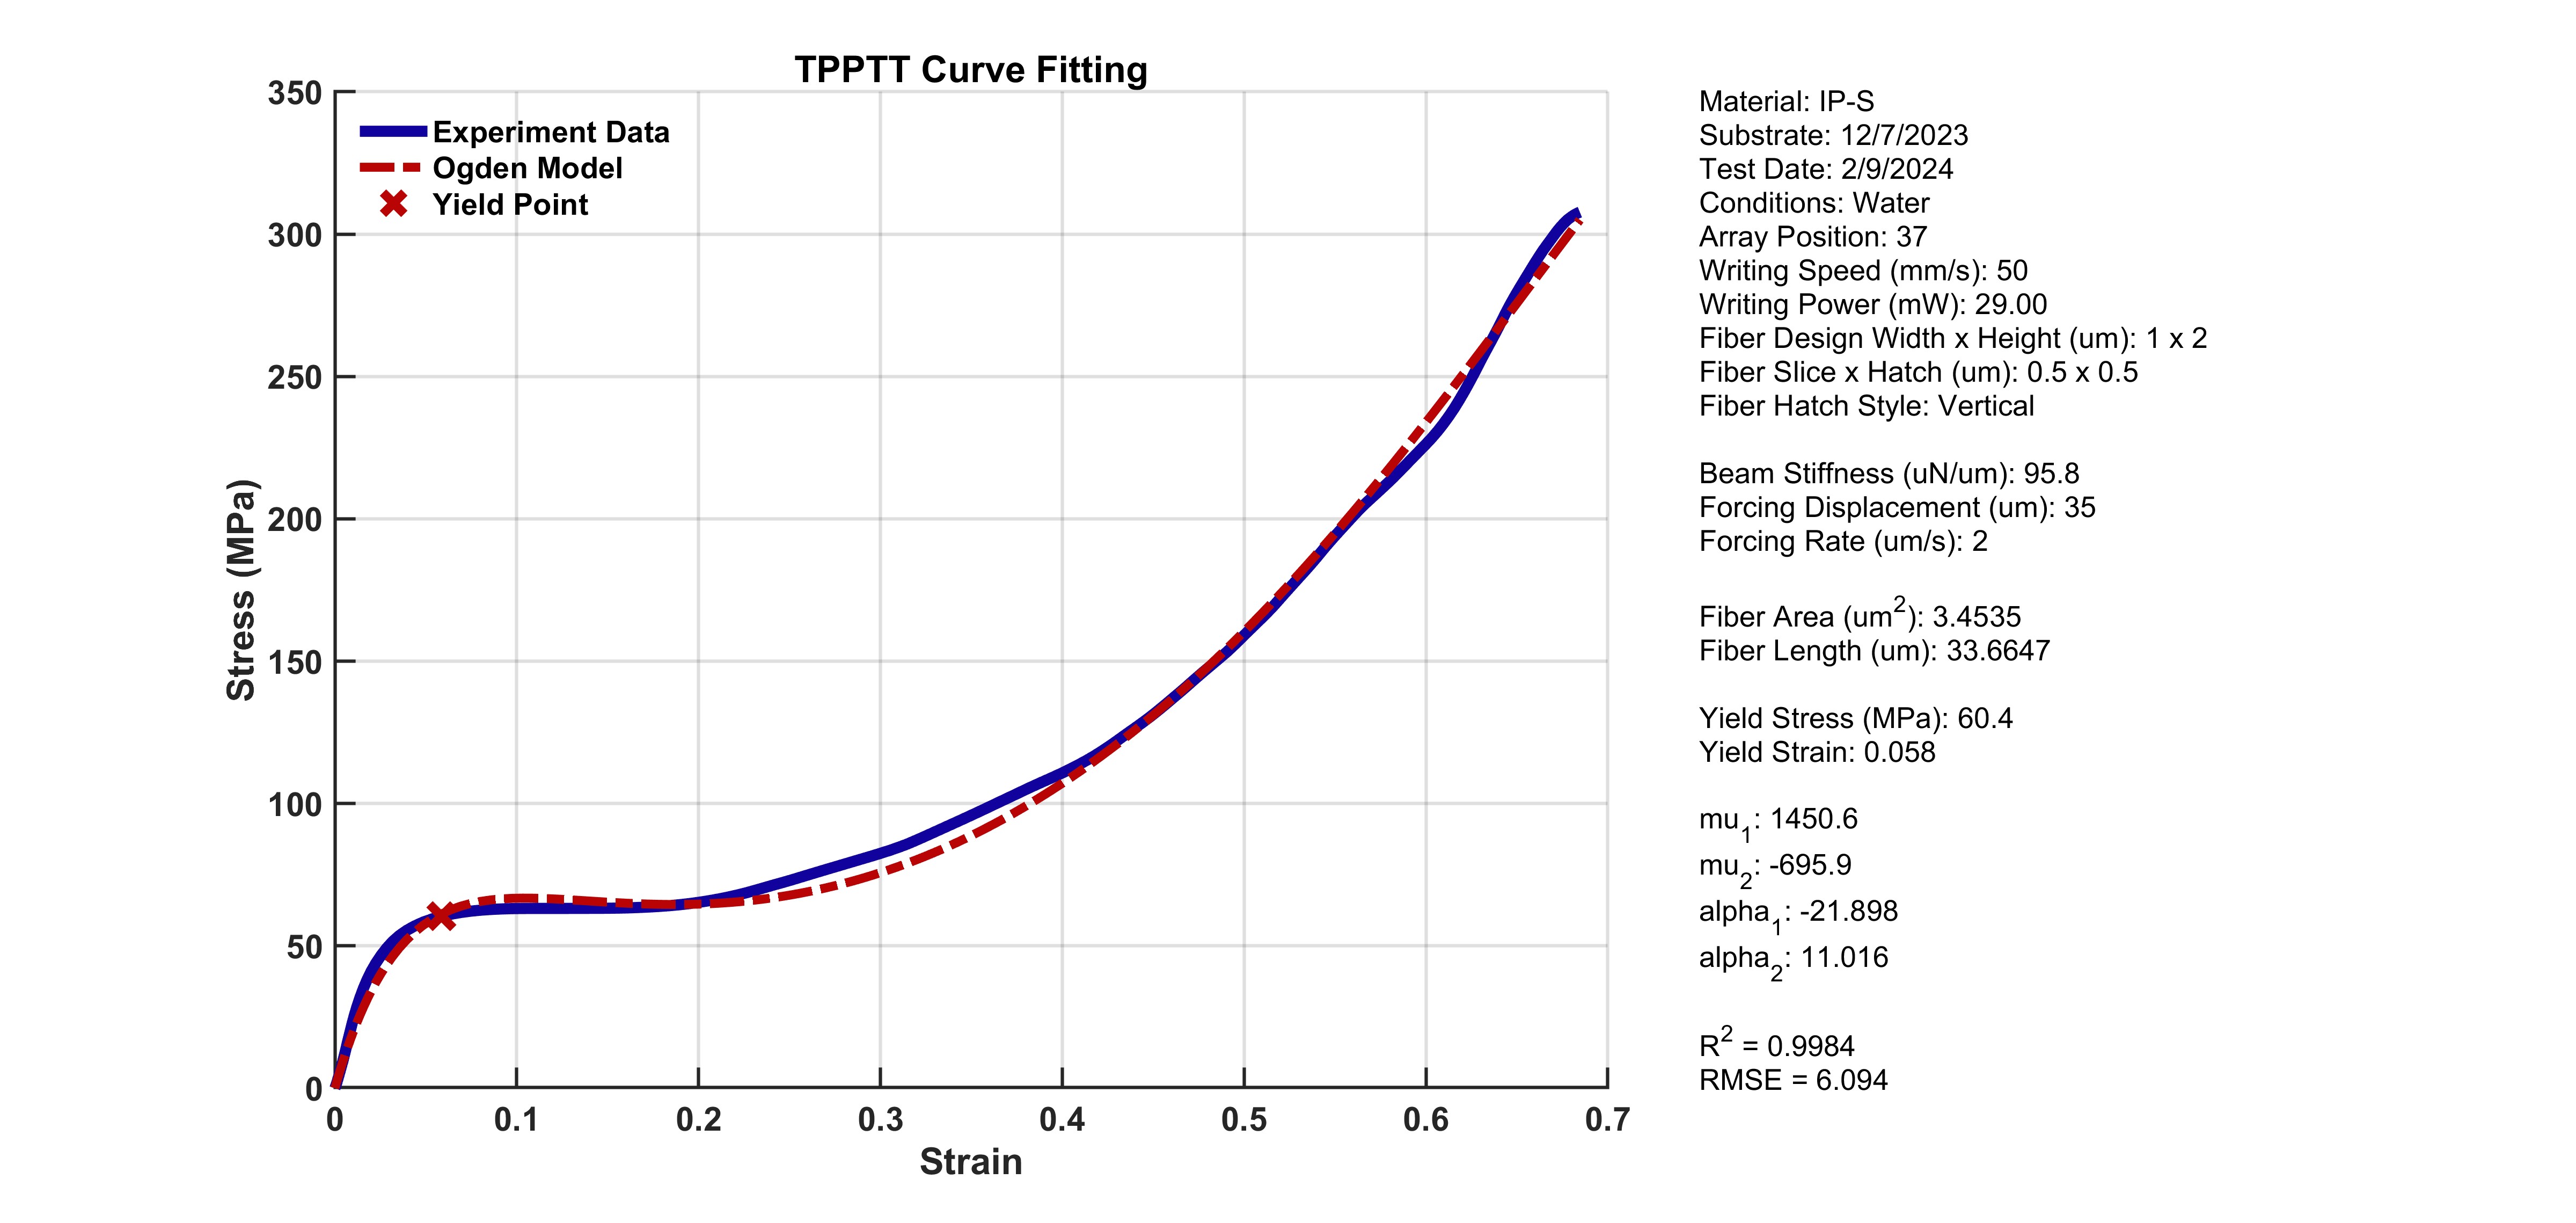 TPPTT Curve Fitting
350
300
250
200
150
100
50
0
Stress (MPa)
Experiment Data
Ogden Model
Yield Point
0 0.1 0.2 0.3 0.4 0.5 0.6 0.7
Strain
Material: IP-S
Substrate: 12/7/2023
Test Date: 2/9/2024
Conditions: Water
Array Position: 37
Writing Speed (mm/s): 50
Writing Power (mW): 29.00
Fiber Design Width x Height (um): 1 x 2
Fiber Slice x Hatch (um): 0.5 x 0.5
Fiber Hatch Style: Vertical
Beam Stiffness (uN/um): 95.8
Forcing Displacement (um): 35
Forcing Rate (um/s): 2
Fiber Area (um²): 3.4535
Fiber Length (um): 33.6647
Yield Stress (MPa): 60.4
Yield Strain: 0.058
mu₁: 1450.6
mu₂: -695.9
alpha₁: -21.898
alpha₂: 11.016
R² = 0.9984
RMSE = 6.094